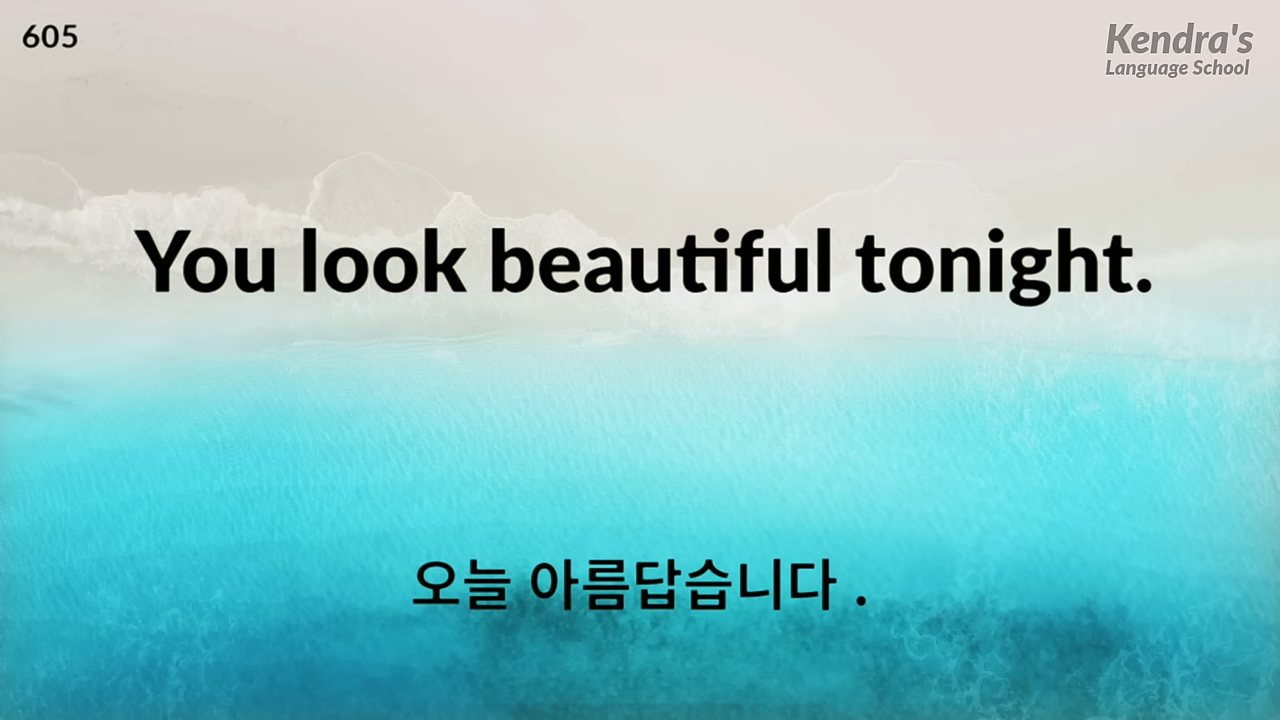 605
Kendra's
Language School
You look beautiful tonight.
오늘 아름답습니다 .